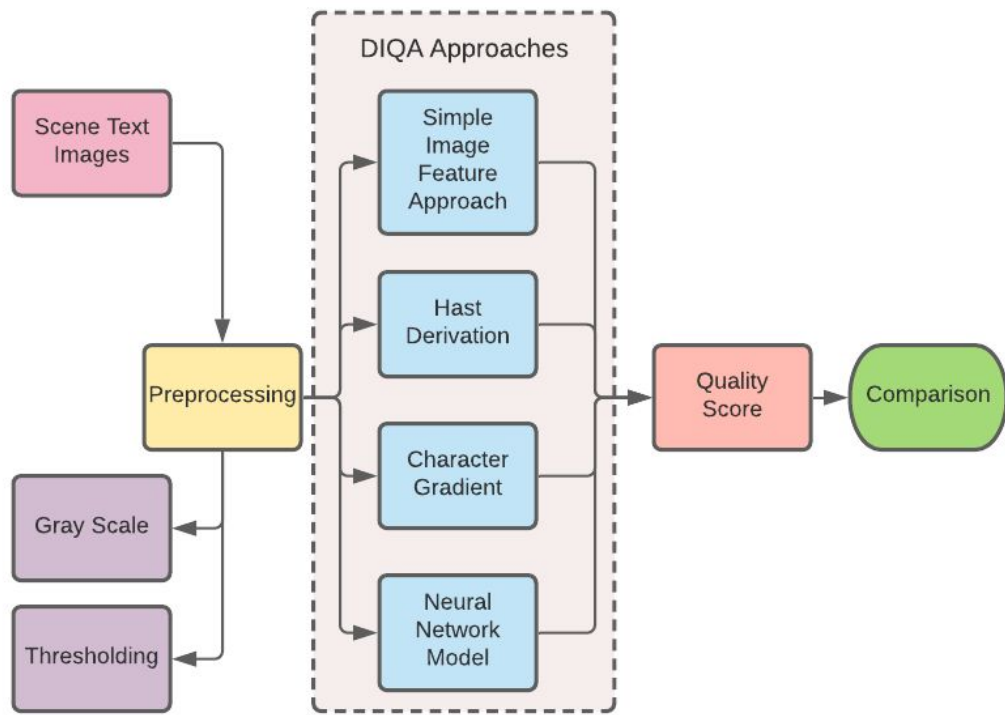 DIQA Approaches
Scene Text
Images
Simple
Image
Feature
Approach
Hast
Derivation
Preprocessing
Quality
Score
Comparison
Character
Gradient
Gray Scale
Neural
Network
Model
Thresholding